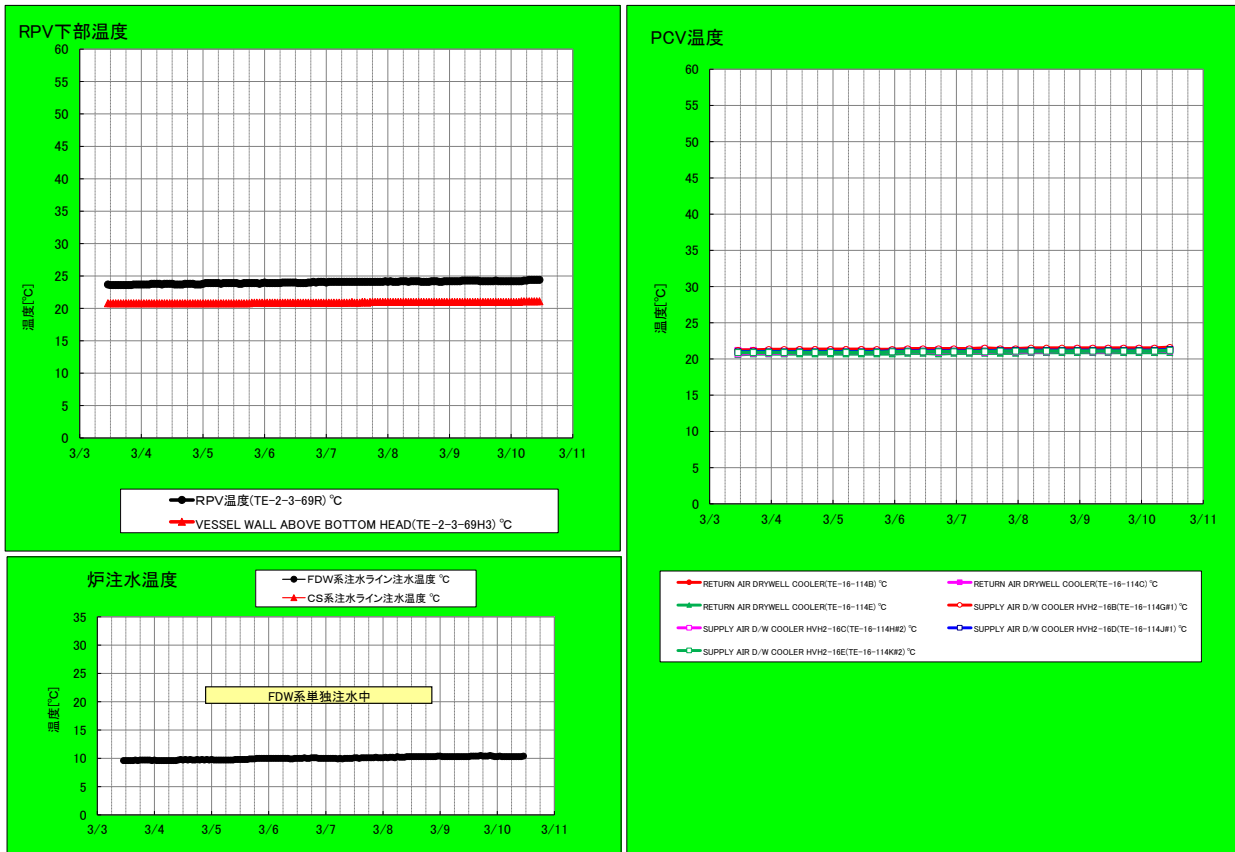 RPV下部温度
60
55
50
45
40
35
30
25
20
15
10
5
0
温度[℃]
3/3 3/4 3/5 3/6 3/7 3/8 3/9 3/10 3/11
RPV温度(TE-2-3-69R) ℃
VESSEL WALL ABOVE BOTTOM HEAD(TE-2-3-69H3) ℃
炉注水温度
FDW系注水ライン注水温度 ℃
CS系注水ライン注水温度 ℃
35
30
25
20
15
10
5
0
温度[℃]
FDW系単独注水中
3/3 3/4 3/5 3/6 3/7 3/8 3/9 3/10 3/11
PCV温度
60
55
50
45
40
35
30
25
20
15
10
5
0
温度[℃]
3/3 3/4 3/5 3/6 3/7 3/8 3/9 3/10 3/11
RETURN AIR DRYWELL COOLER(TE-16-114B) ℃
RETURN AIR DRYWELL COOLER(TE-16-114C) ℃
RETURN AIR DRYWELL COOLER(TE-16-114E) ℃
SUPPLY AIR D/W COOLER HVH2-16B(TE-16-114G#1) ℃
SUPPLY AIR D/W COOLER HVH2-16C(TE-16-114H#2) ℃
SUPPLY AIR D/W COOLER HVH2-16D(TE-16-114J#1) ℃
SUPPLY AIR D/W COOLER HVH2-16E(TE-16-114K#2) ℃